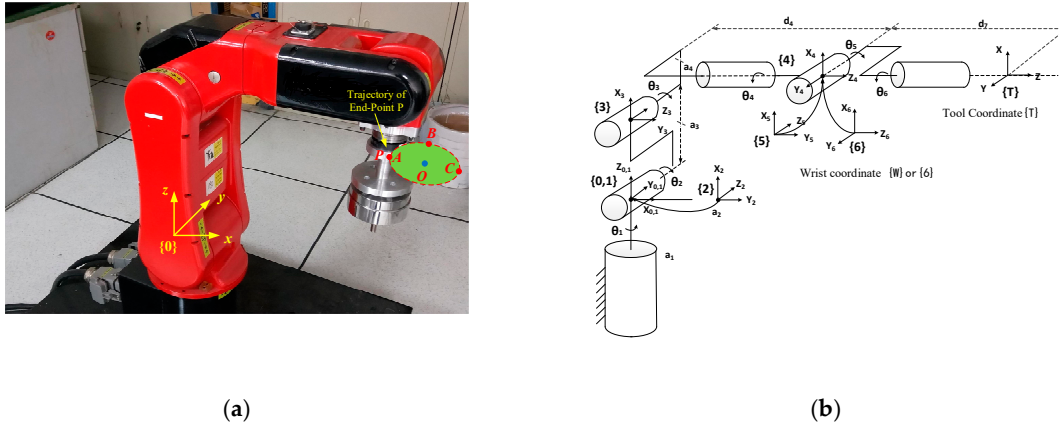 Trajectory of
End-Point P
B
P
A
C
O
z
y
x
{0}
(a)
d4
d7
{4}
X4
θ5
a4
θ4
Y4
Z4
θ6
X
Z
Y
{T}
Tool Coordinate {T}
θ3
X3
{3}
Z3
Y3
a3
X5
Z5
Y5
{5}
X6
Z6
Y6
{6}
Wrist coordinate {W} or {6}
Z0,1
{0,1}
Y0,1
X0,1
θ2
X2
Z2
{2}
Y2
a2
θ1
a1
(b)